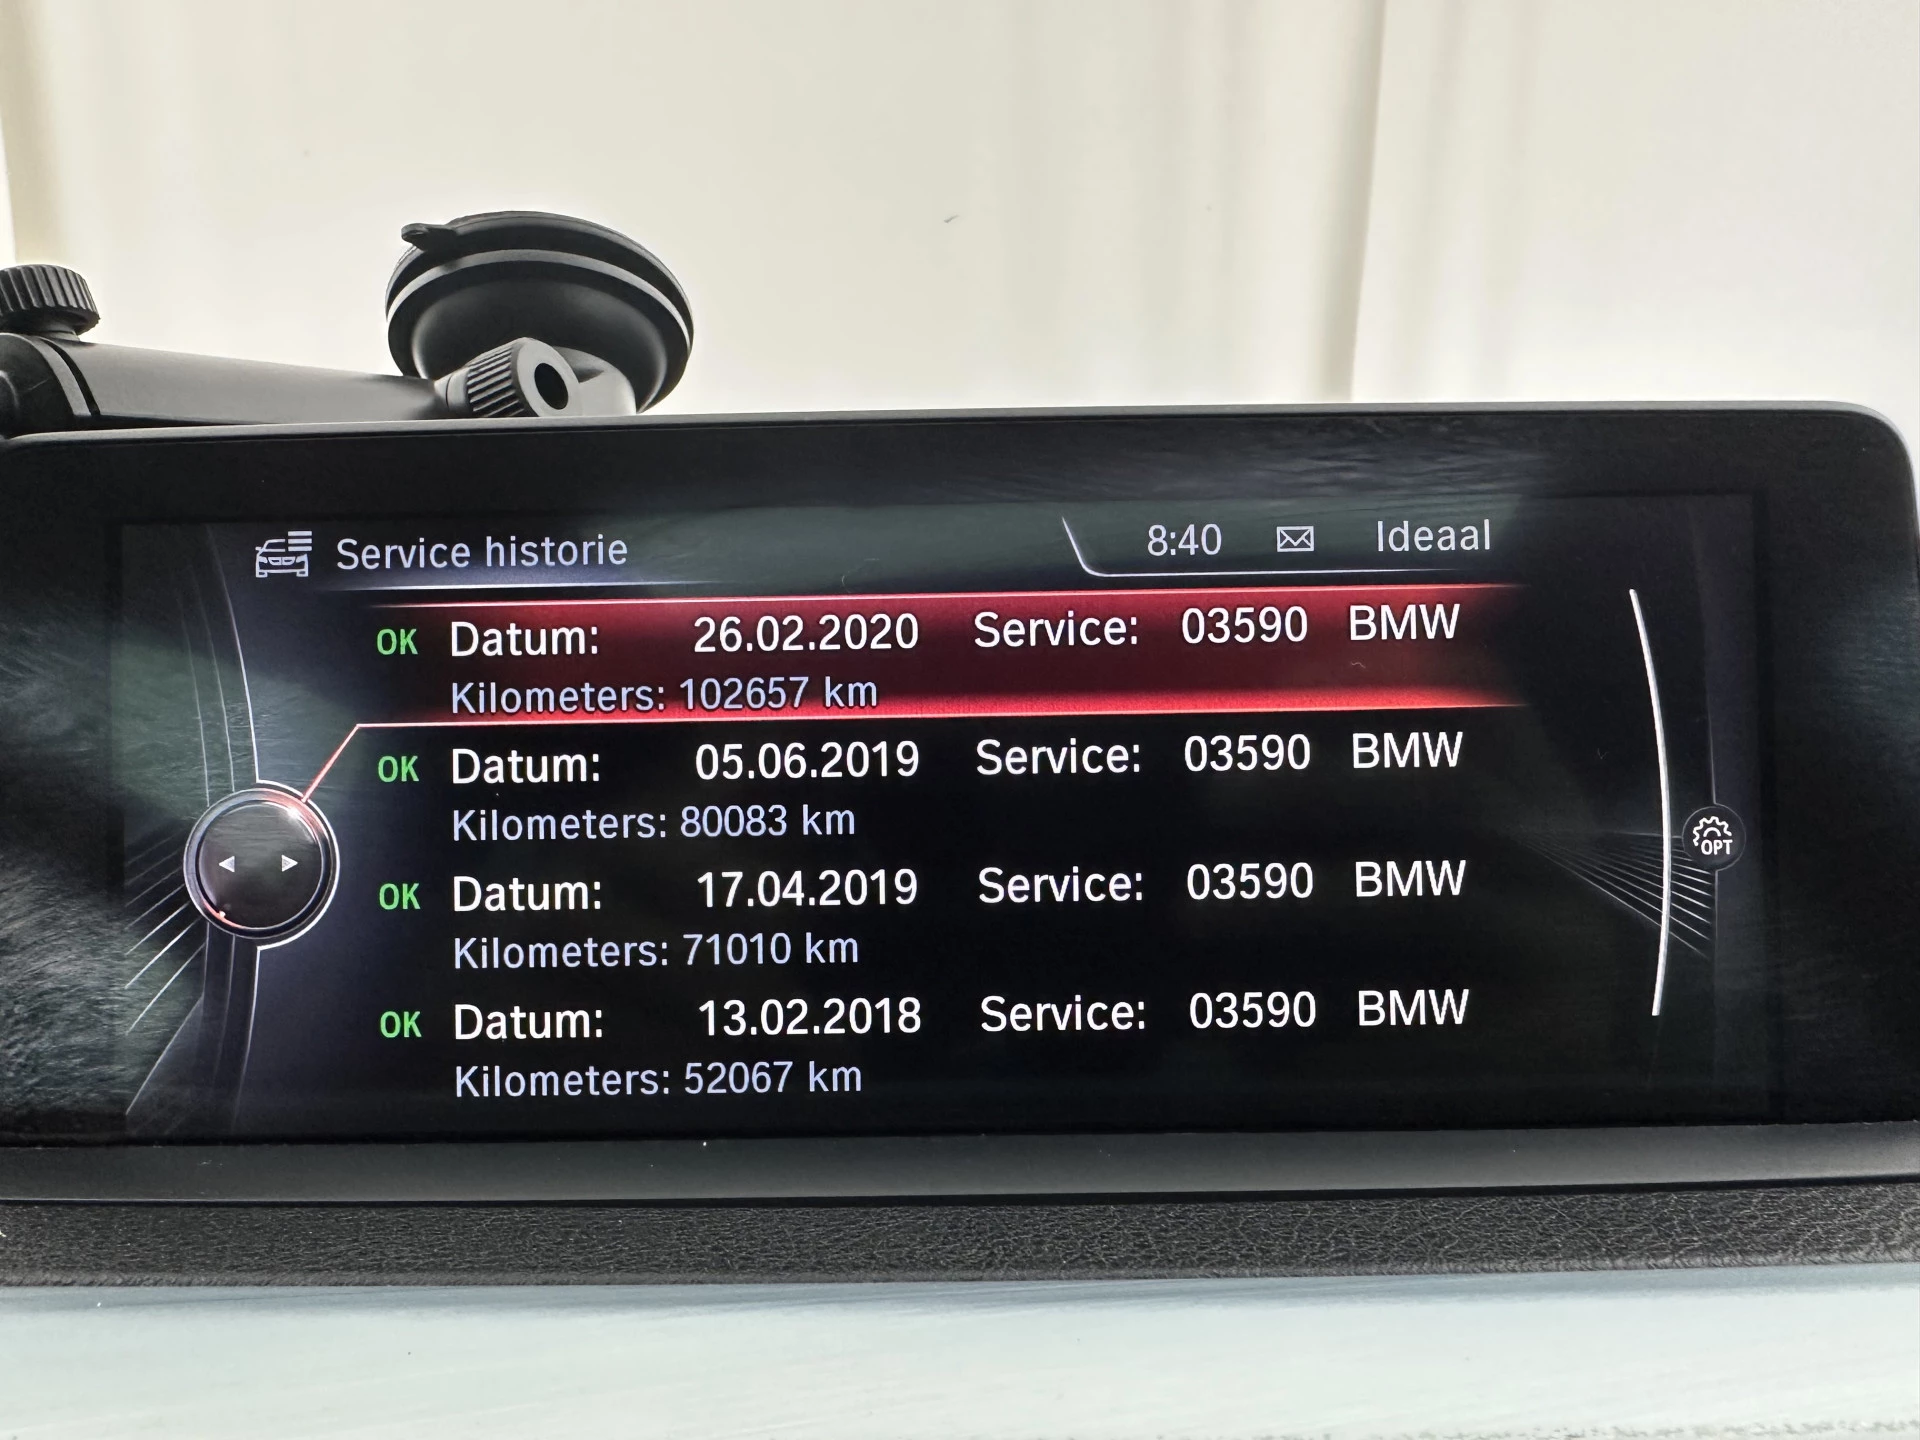 Service historie
8:40 Ideaal
OK Datum: 26.02.2020 Service: 03590 BMW
Kilometers: 102657 km
OK Datum: 05.06.2019 Service: 03590 BMW
Kilometers: 80083 km
OK Datum: 17.04.2019 Service: 03590 BMW
Kilometers: 71010 km
OK Datum: 13.02.2018 Service: 03590 BMW
Kilometers: 52067 km
OPT